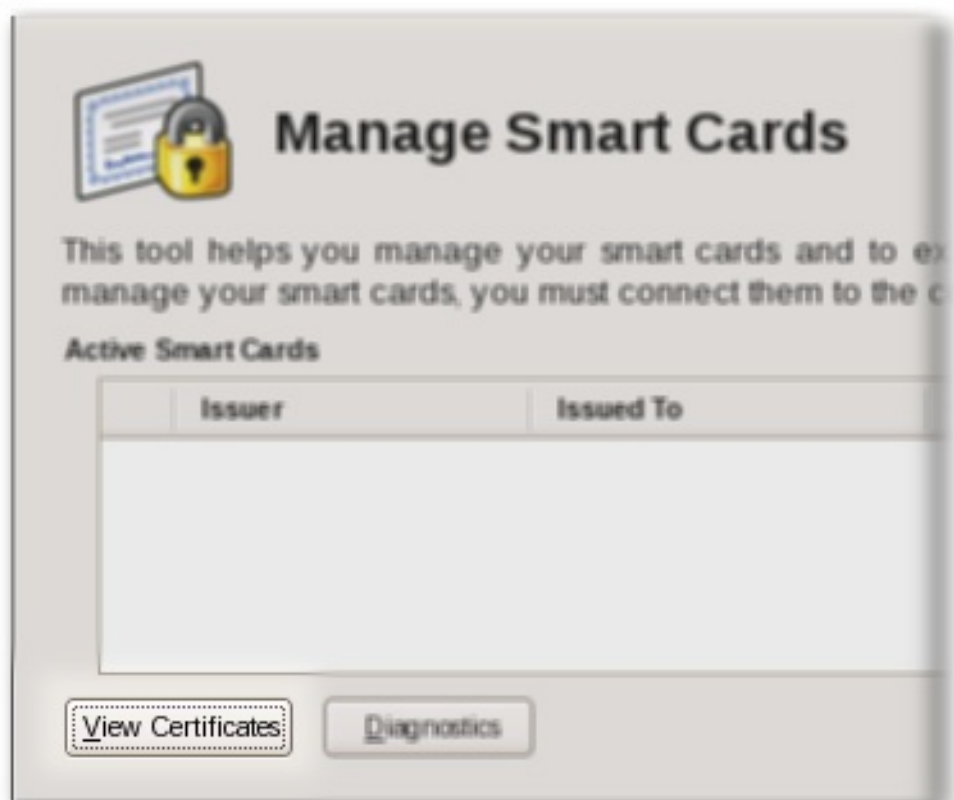 Manage Smart Cards
This tool helps you manage your smart cards and to
manage your smart cards, you must connect them to the
Active Smart Cards
Issuer Issued To
View Certificates Diagnostics